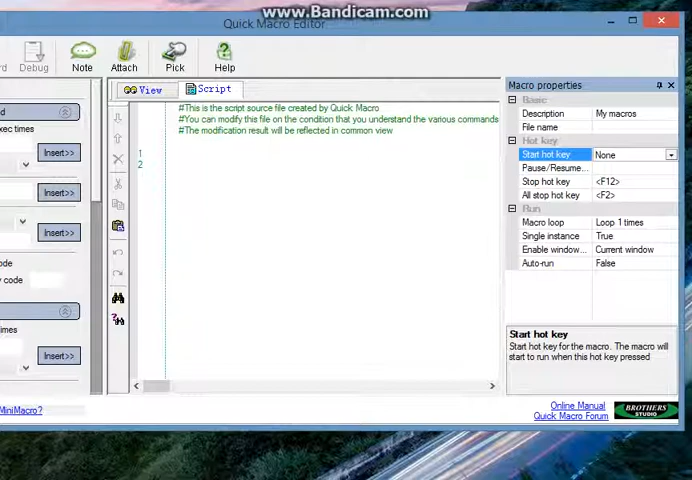 www.Bandicam.com
Quick Macro Editor
Debug
Note
Attach
Pick
Help
View
Script
exec times
Insert>>
Insert>>
Insert>>
code
code
Insert>>
MiniMacro?
#This is the script source file created by Quick Macro
#You can modify this file on the condition that you understand the various commands
#The modification result will be reflected in common view
1
2
Macro properties
Basic
Description My macros
File name
Hot key
Start hot key None
Pause/Resume...
Stop hot key <F12>
All stop hot key <F2>
Run
Macro loop Loop 1 times
Single instance True
Enable window... Current window
Auto-run False
Start hot key
Start hot key for the macro. The macro will
start to run when this hot key pressed
Online Manual
Quick Macro Forum
BROTHERS
STUDIO